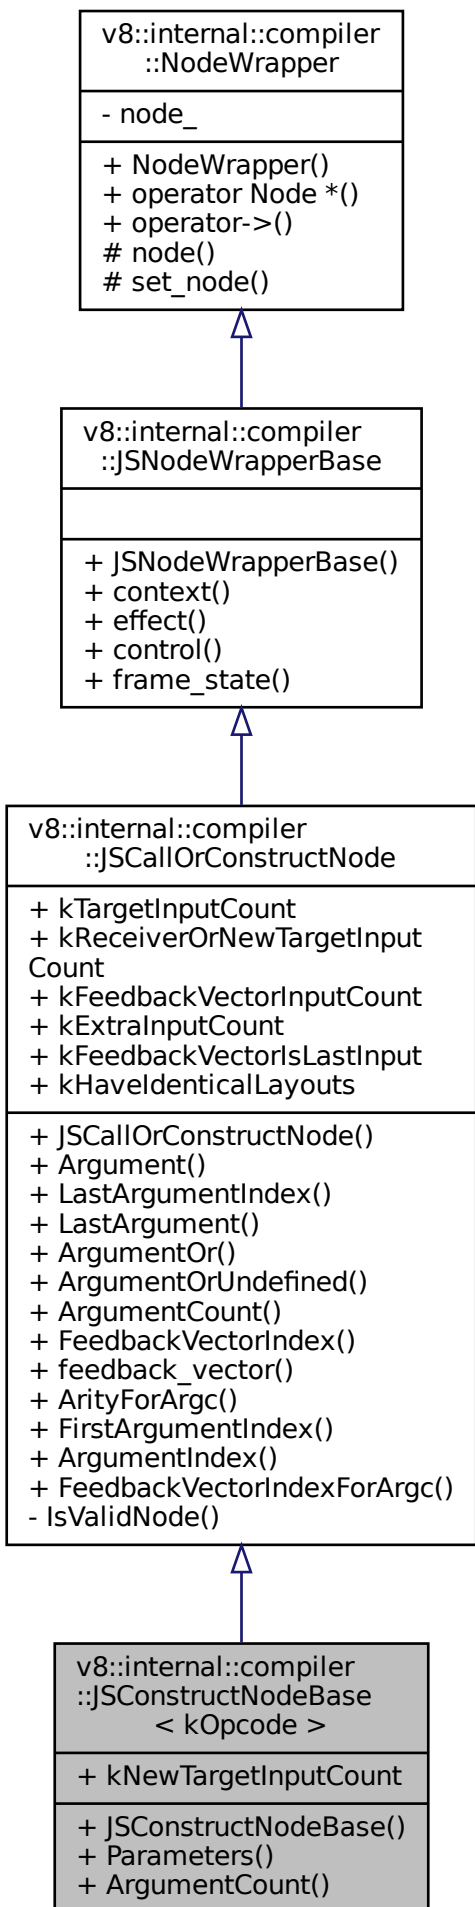 v8::internal::compiler
::NodeWrapper
- node_
+ NodeWrapper()
+ operator Node *()
+ operator->()
# node()
# set_node()
v8::internal::compiler
::JSNodeWrapperBase
+ JSNodeWrapperBase()
+ context()
+ effect()
+ control()
+ frame_state()
v8::internal::compiler
::JSCallOrConstructNode
+ kTargetInputCount
+ kReceiverOrNewTargetInput
Count
+ kFeedbackVectorInputCount
+ kExtraInputCount
+ kFeedbackVectorIsLastInput
+ kHaveIdenticalLayouts
+ JSCallOrConstructNode()
+ Argument()
+ LastArgumentIndex()
+ LastArgument()
+ ArgumentOr()
+ ArgumentOrUndefined()
+ ArgumentCount()
+ FeedbackVectorIndex()
+ feedback_vector()
+ ArityForArgc()
+ FirstArgumentIndex()
+ ArgumentIndex()
+ FeedbackVectorIndexForArgc()
- IsValidNode()
v8::internal::compiler
::JSConstructNodeBase
< kOpcode >
+ kNewTargetInputCount
+ JSConstructNodeBase()
+ Parameters()
+ ArgumentCount()